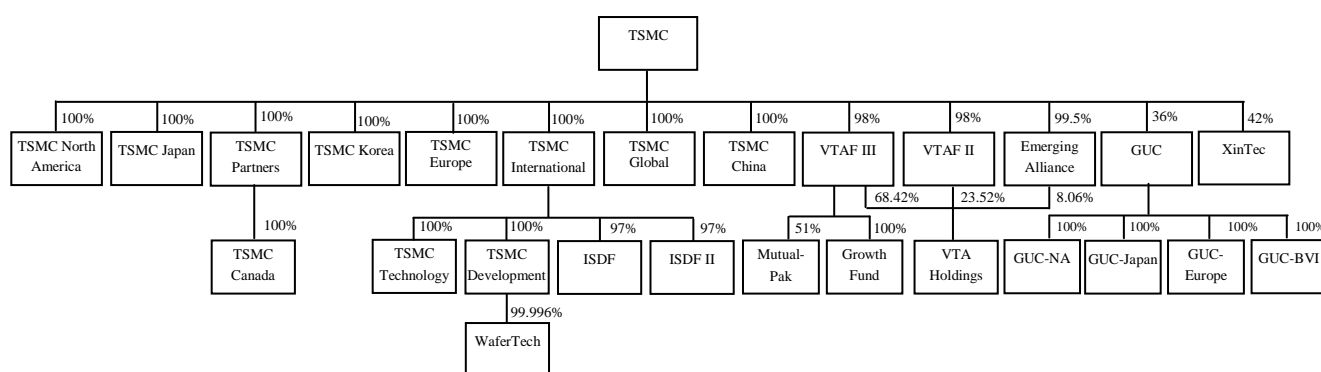 TSMC
100% 100% 100% 100% 100% 100% 100% 100% 98% 98% 99.5% 36% 42%
TSMC North America
TSMC Japan
TSMC Partners
TSMC Korea
TSMC Europe
TSMC International
TSMC Global
TSMC China
VTAF III
VTAF II
Emerging Alliance
GUC
XinTec
68.42% 23.52% 8.06%
100% 100% 100% 97% 97% 51% 100% 100% 100% 100% 100%
TSMC Canada
TSMC Technology
TSMC Development
ISDF
ISDF II
Mutual-Pak
Growth Fund
VTA Holdings
GUC-NA
GUC-Japan
GUC-Europe
GUC-BVI
99.996%
WaferTech